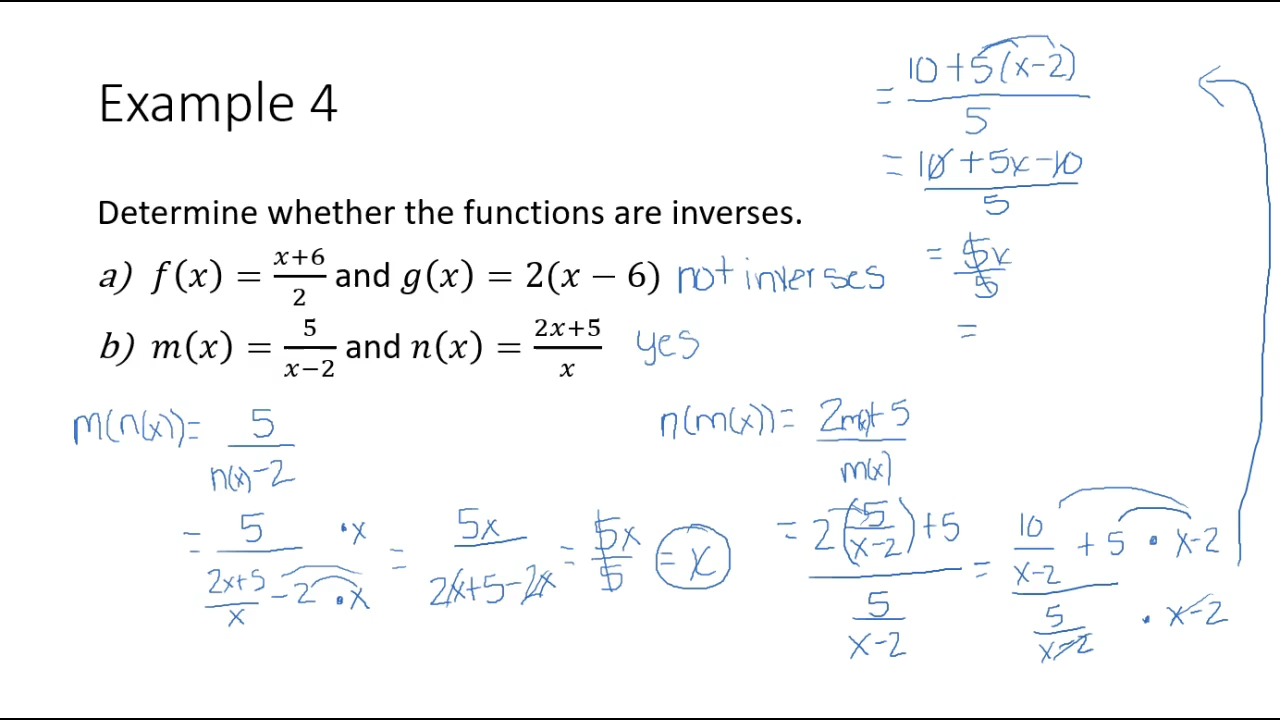 Example 4
Determine whether the functions are inverses.
a) f(x) = (x+6)/2 and g(x) = 2(x − 6) not inverses
b) m(x) = 5/(x−2) and n(x) = (2x+5)/x yes
m(n(x)) = 5/(n(x)-2)
= (5 · x)/((2x+5)/x - 2 · x) = 5x/(2x+5-2x) = 5x/5 = x
n(m(x)) = (2m(x)+5)/m(x)
= (2(5/(x-2))+5)/(5/(x-2)) = (10/(x-2) + 5 · x-2)/(5/(x-2) · x-2)
= (10+5(x-2))/5
= (10+5x-10)/5
= 5x/5
=